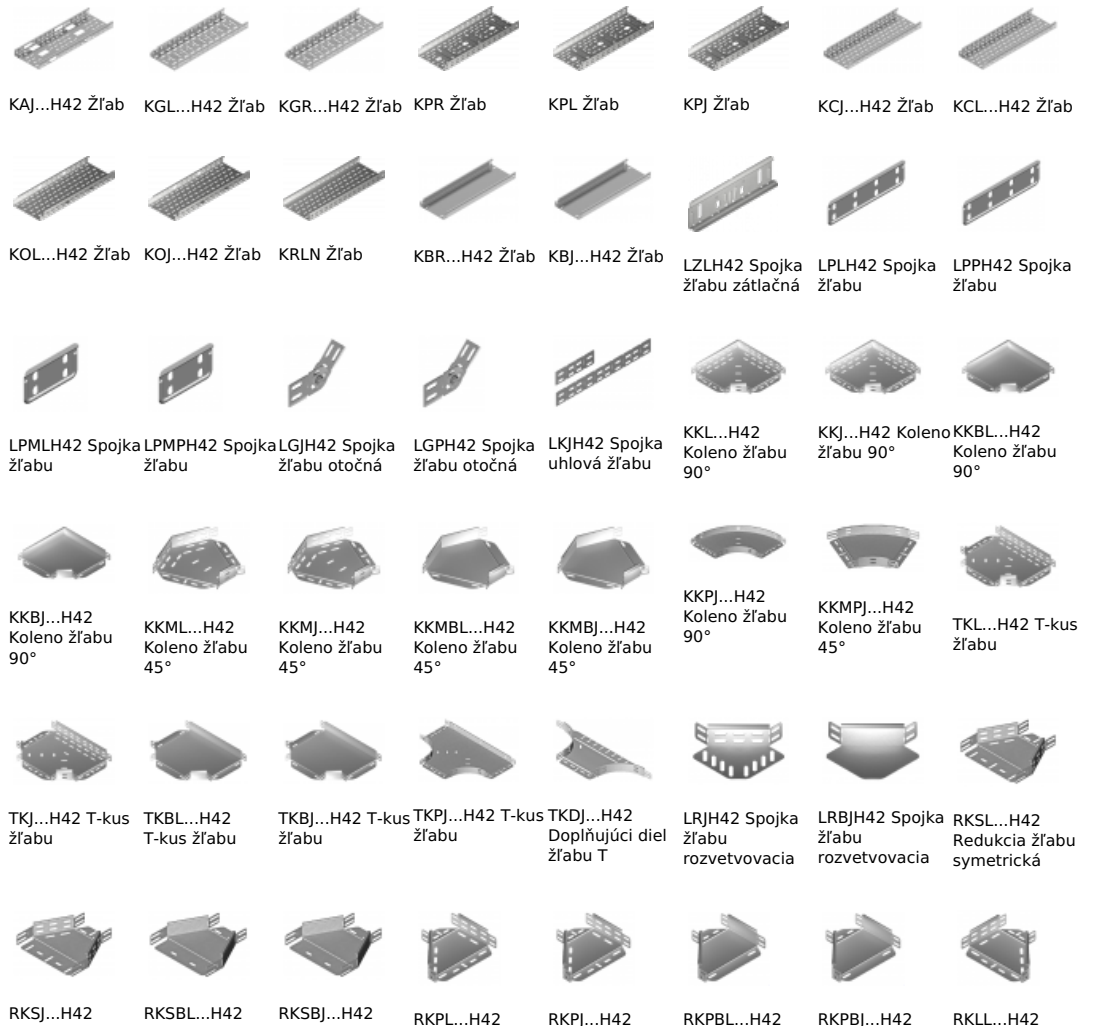 KAJ...H42 Žľab
KGL...H42 Žľab
KGR...H42 Žľab
KPR Žľab
KPL Žľab
KPJ Žľab
KCJ...H42 Žľab
KCL...H42 Žľab
KOL...H42 Žľab
KOJ...H42 Žľab
KRLN Žľab
KBR...H42 Žľab
KBJ...H42 Žľab
LZLH42 Spojka
žľabu zátlačná
LPLH42 Spojka
žľabu
LPPH42 Spojka
žľabu
LPMLH42 Spojka
žľabu
LPMPH42 Spojka
žľabu
LGJH42 Spojka
žľabu otočná
LGPH42 Spojka
žľabu otočná
LKJH42 Spojka
uhlová žľabu
KKL...H42
Koleno žľabu
90°
KKJ...H42 Koleno
žľabu 90°
KKBL...H42
Koleno žľabu
90°
KKBJ...H42
Koleno žľabu
90°
KKML...H42
Koleno žľabu
45°
KKMJ...H42
Koleno žľabu
45°
KKMBL...H42
Koleno žľabu
45°
KKMBJ...H42
Koleno žľabu
45°
KKPJ...H42
Koleno žľabu
90°
KKMPJ...H42
Koleno žľabu
45°
TKL...H42 T-kus
žľabu
TKJ...H42 T-kus
žľabu
TKBL...H42
T-kus žľabu
TKBJ...H42 T-kus
žľabu
TKPJ...H42 T-kus
žľabu
TKDJ...H42
Doplňujúci diel
žľabu T
LRJH42 Spojka
žľabu
rozvetvovacia
LRBJH42 Spojka
žľabu
rozvetvovacia
RKSL...H42
Redukcia žľabu
symetrická
RKSJ...H42
RKSBL...H42
RKSBJ...H42
RKPL...H42
RKPJ...H42
RKPBL...H42
RKPBJ...H42
RKLL...H42